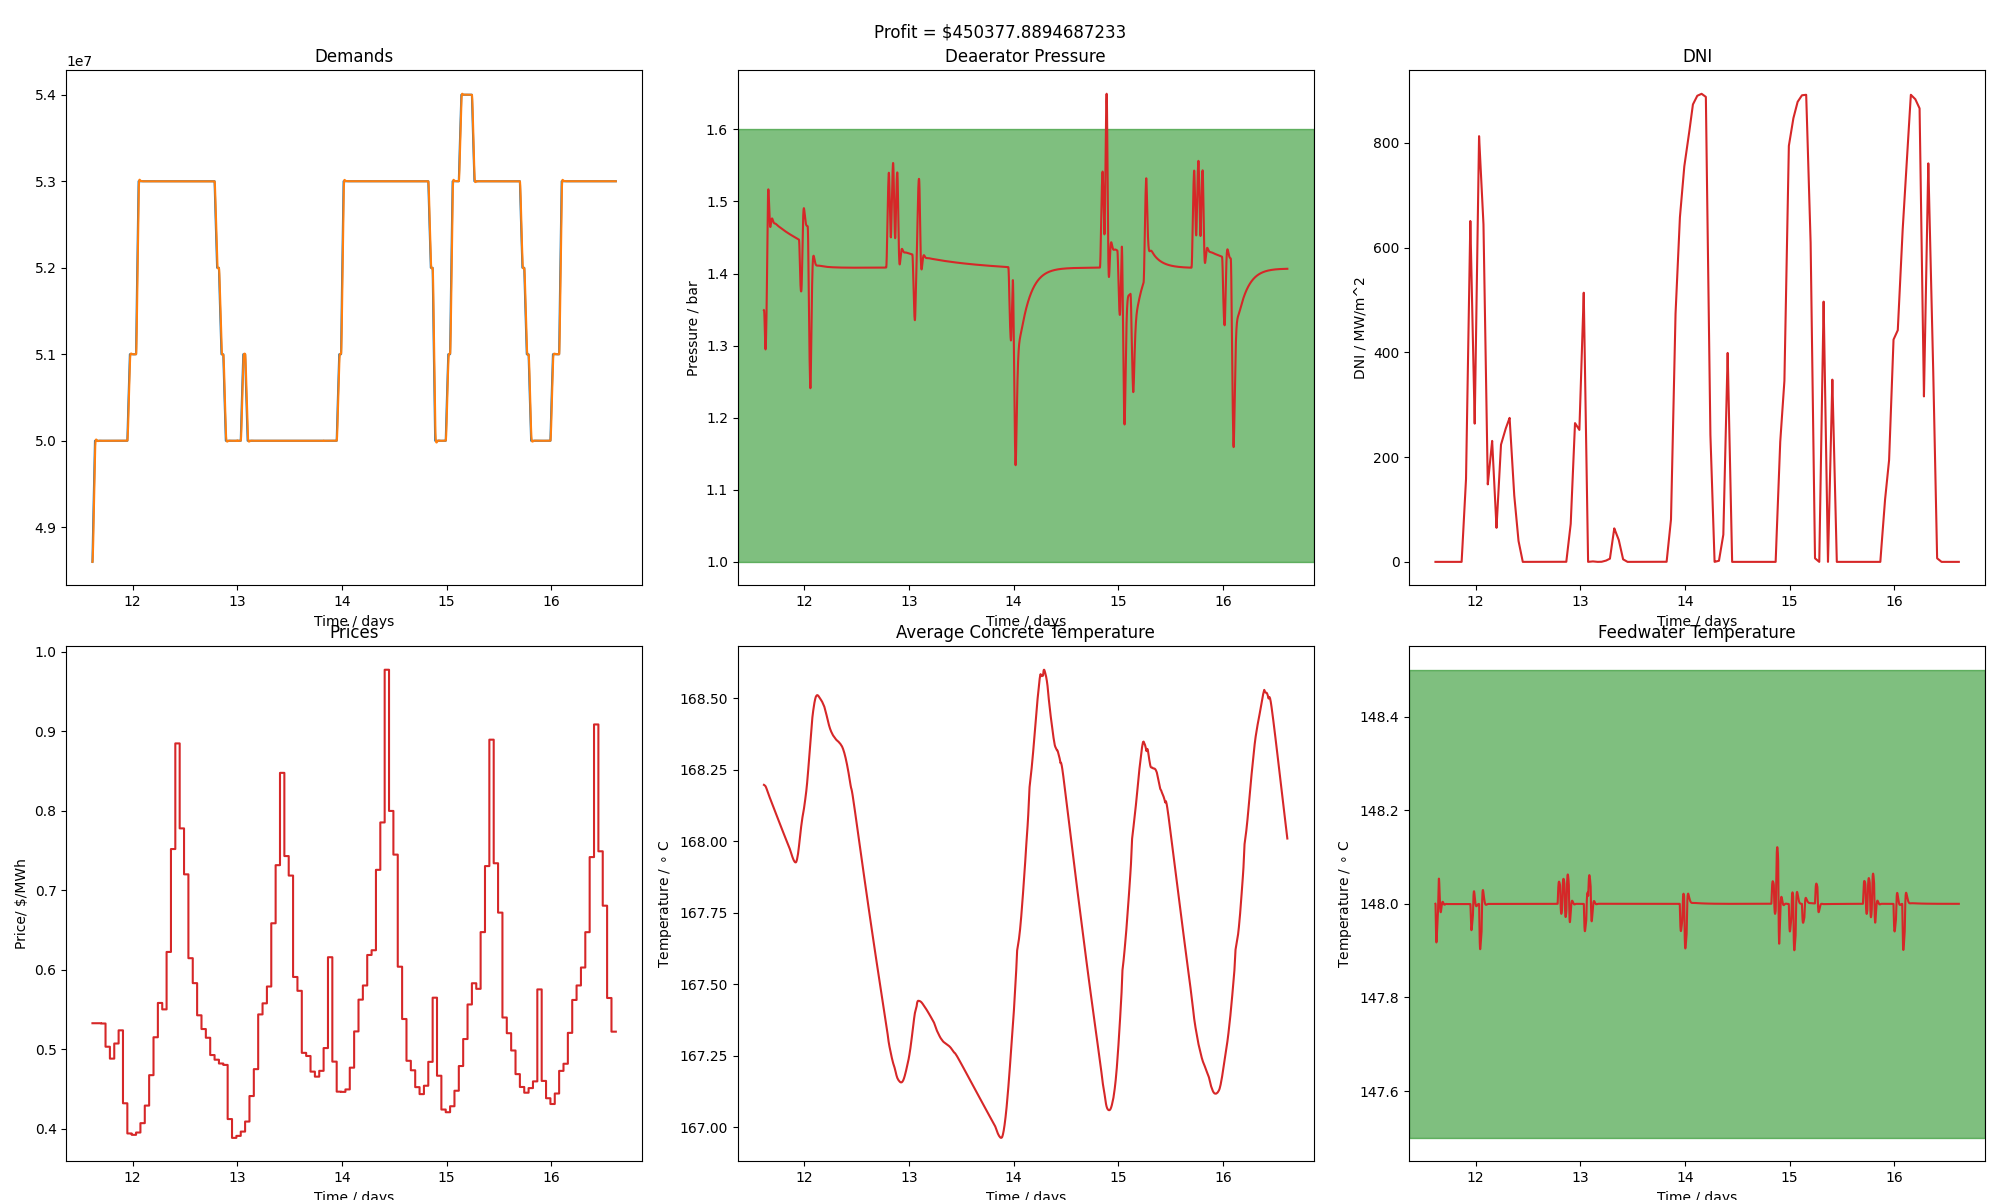 Profit = $450377.8894687233
Demands
1e7
5.4
5.3
5.2
5.1
5.0
4.9
12 13 14 15 16
Time / days
Deaerator Pressure
Pressure / bar
1.6
1.5
1.4
1.3
1.2
1.1
1.0
12 13 14 15 16
Time / days
DNI
DNI / MW/m^2
800
600
400
200
0
12 13 14 15 16
Time / days
Prices
Price/ $/MWh
1.0
0.9
0.8
0.7
0.6
0.5
0.4
12 13 14 15 16
Time / days
Average Concrete Temperature
Temperature / ∘ C
168.50
168.25
168.00
167.75
167.50
167.25
167.00
12 13 14 15 16
Time / days
Feedwater Temperature
Temperature / ∘ C
148.4
148.2
148.0
147.8
147.6
12 13 14 15 16
Time / days